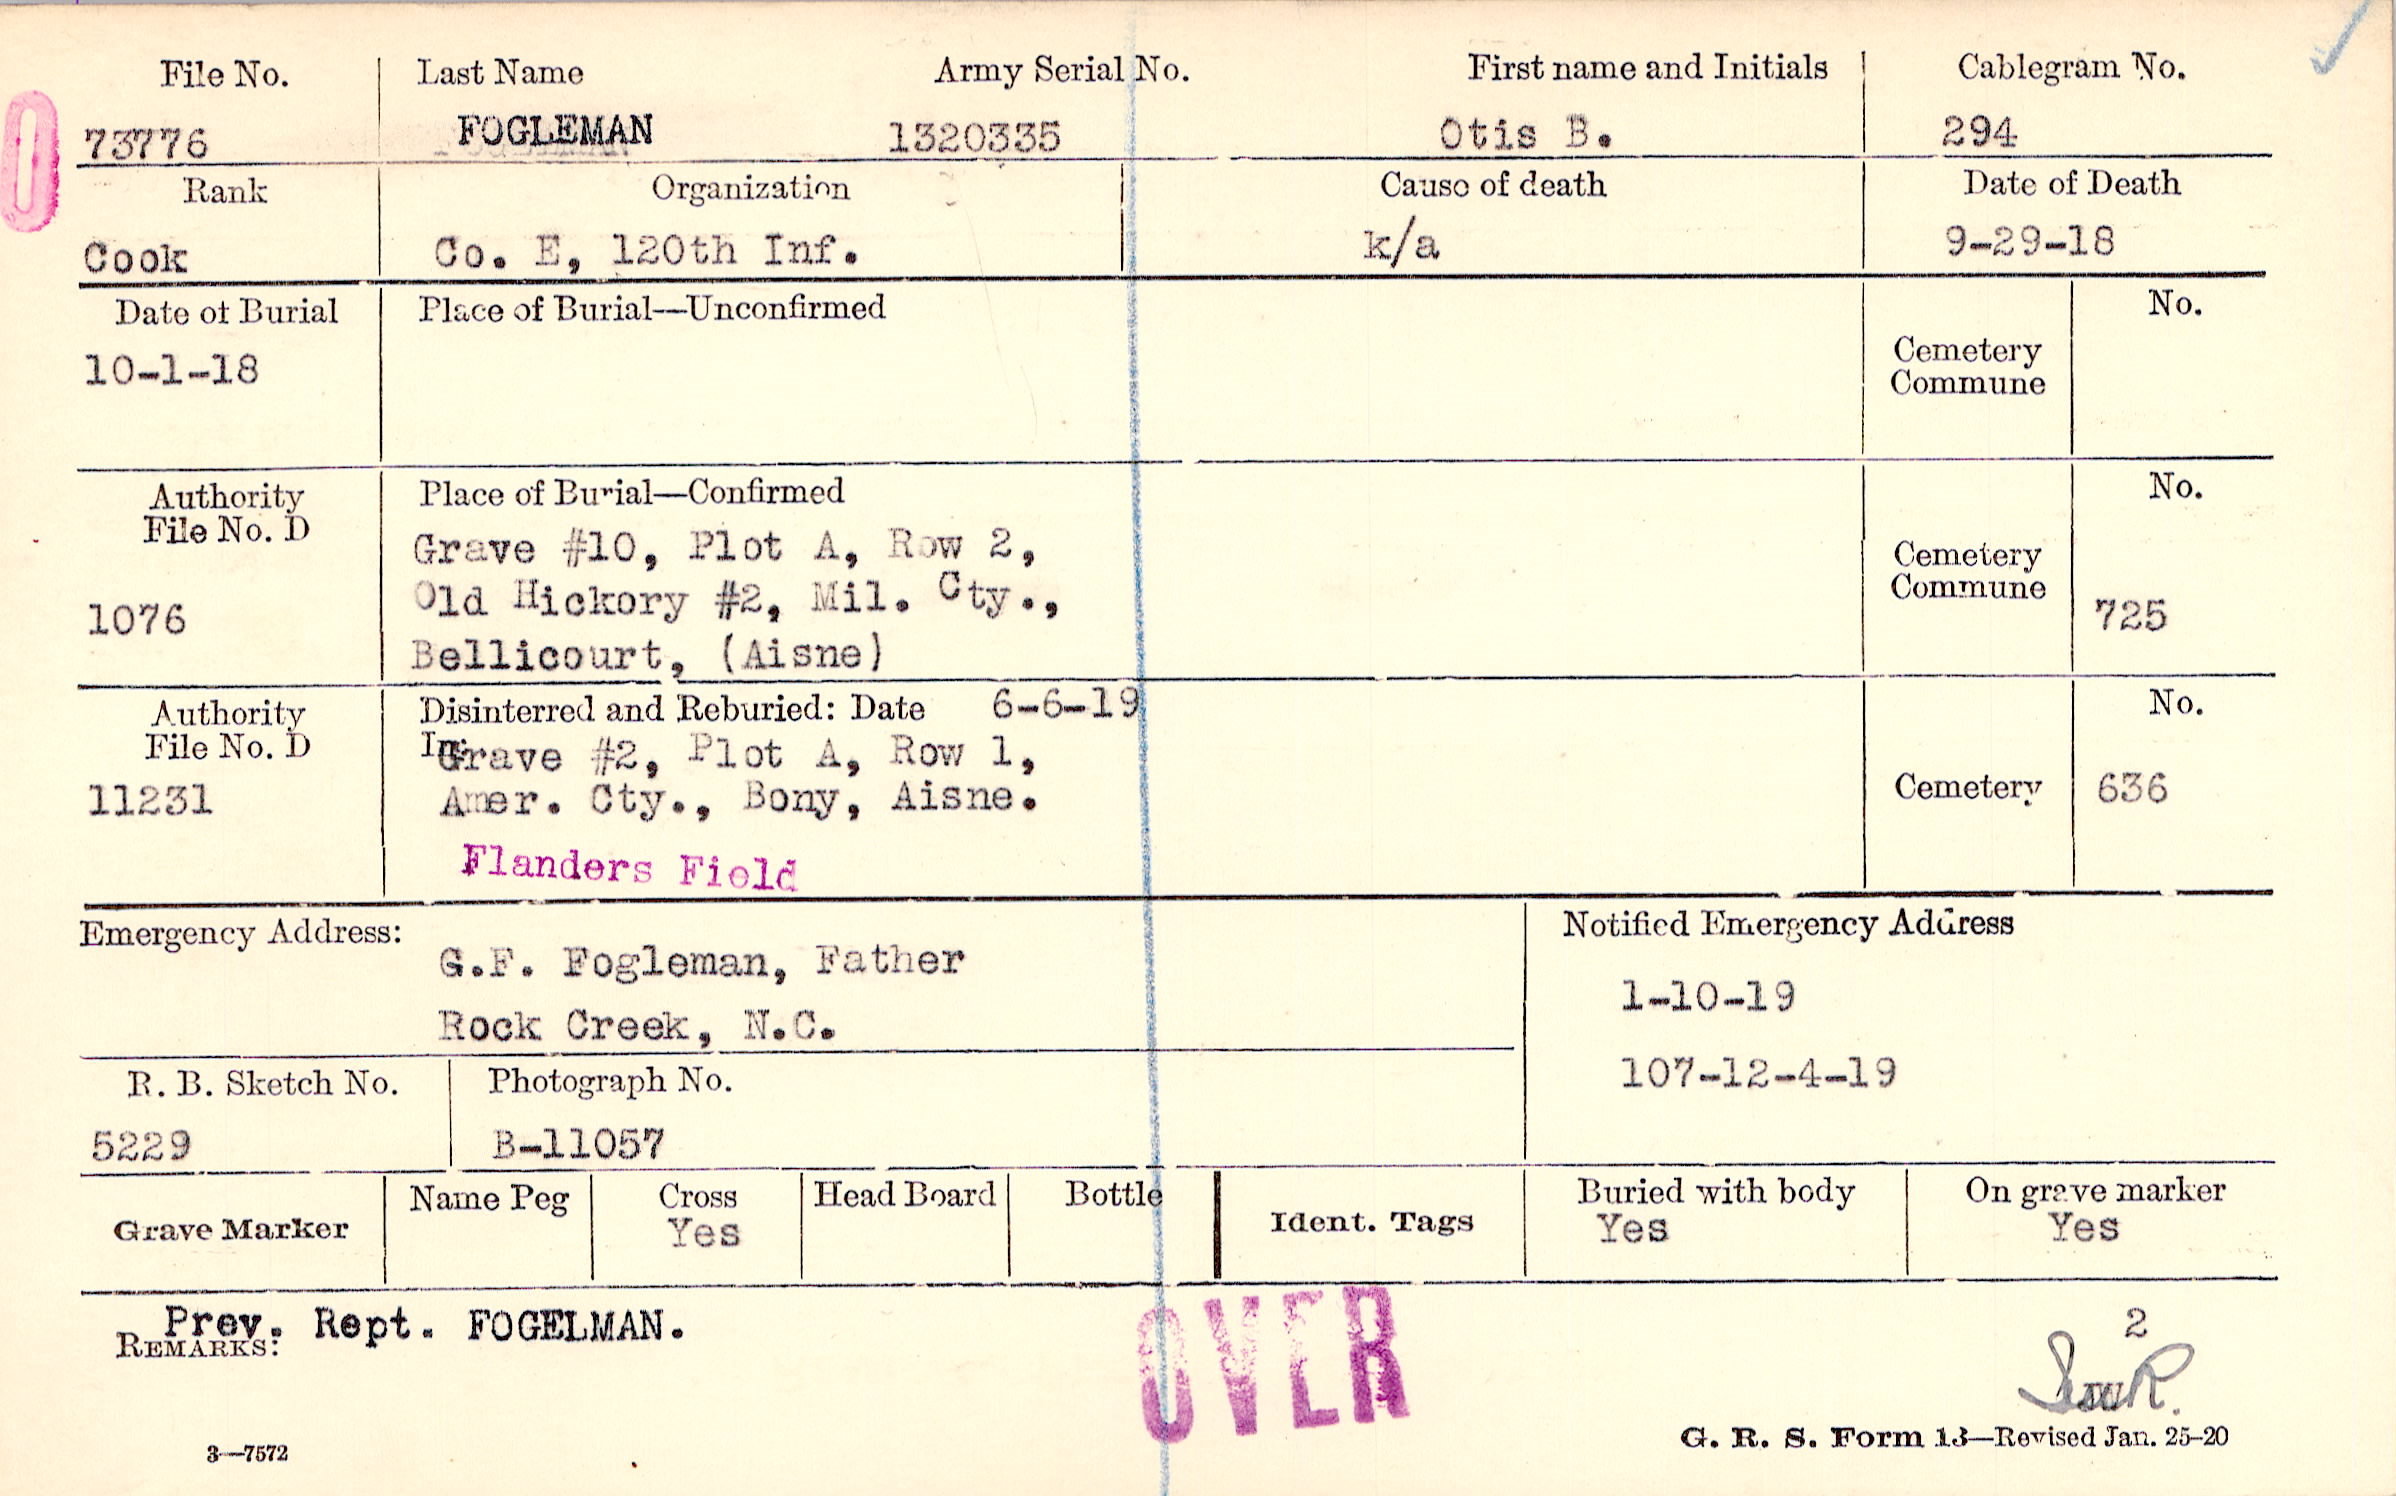 File No. Last Name Army Serial No. First name and Initials Cablegram No.
73776 FOGLEMAN 1320335 Otis B. 294
Rank Organization Cause of death Date of Death
Cook Co. E, 120th Inf. k/a 9-29-18
Date of Burial Place of Burial—Unconfirmed No.
10-1-18
Cemetery
Commune
Authority Place of Burial—Confirmed No.
File No. D
Grave #10, Plot A, Row 2,
Cemetery
Commune
1076 Old Hickory #2, Mil. Cty., 725
Bellicourt, (Aisne)
Authority Disinterred and Reburied: Date 6-6-19 No.
File No. D In: Grave #2, Plot A, Row 1,
11231 Amer. Cty., Bony, Aisne. Cemetery 636
Flanders Field
Emergency Address: Notified Emergency Address
G.F. Fogleman, Father
1-10-19
Rock Creek, N.C.
107-12-4-19
R. B. Sketch No. Photograph No.
5229 B-11057
Grave Marker Name Peg Cross Head Board Bottle Ident. Tags Buried with body On grave marker
Yes Yes Yes
Prev. Rept. FOGELMAN. 2
REMARKS:
OVER
G. R. S. Form 13—Revised Jan. 25-20
3—7572